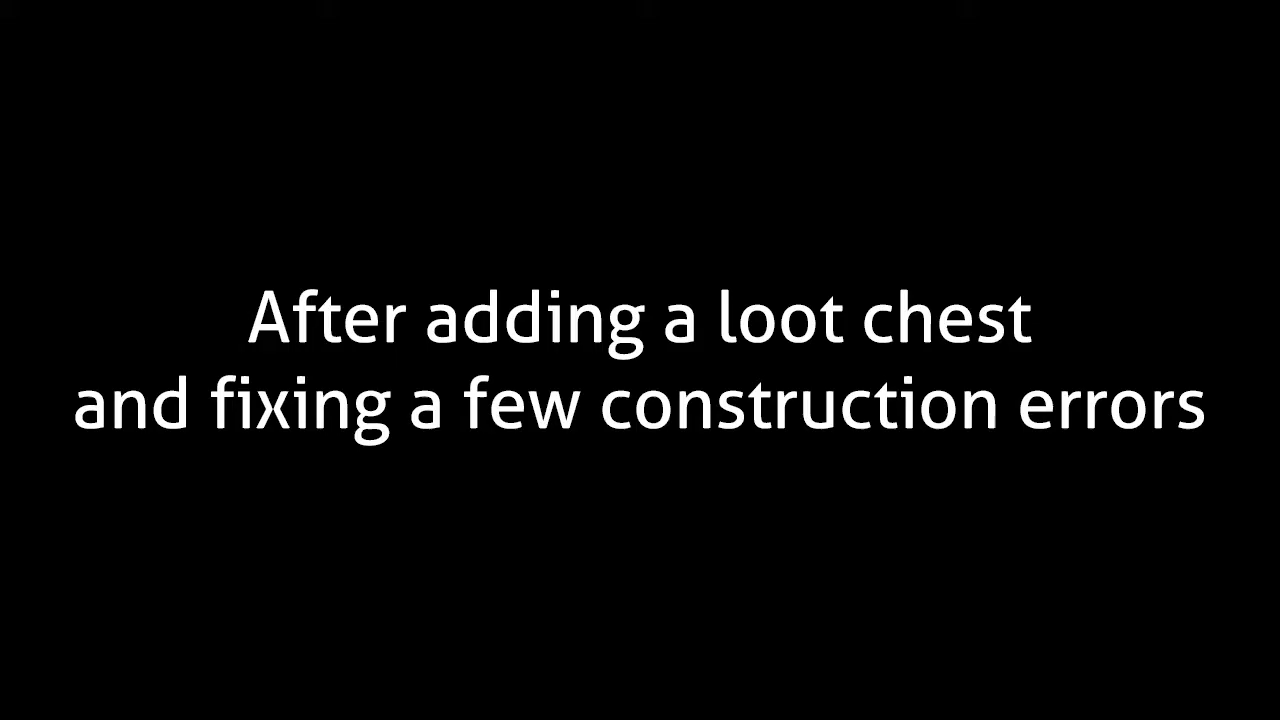 After adding a loot chest
and fixing a few construction errors